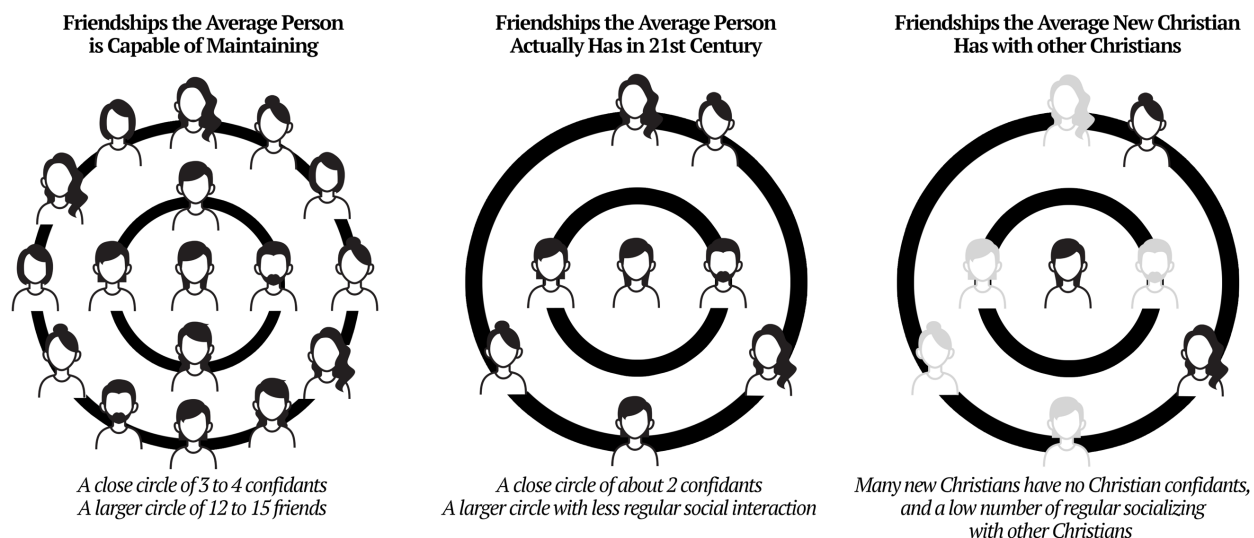 Friendships the Average Person
is Capable of Maintaining
A close circle of 3 to 4 confidants
A larger circle of 12 to 15 friends
Friendships the Average Person
Actually Has in 21st Century
A close circle of about 2 confidants
A larger circle with less regular social interaction
Friendships the Average New Christian
Has with other Christians
Many new Christians have no Christian confidants,
and a low number of regular socializing
with other Christians